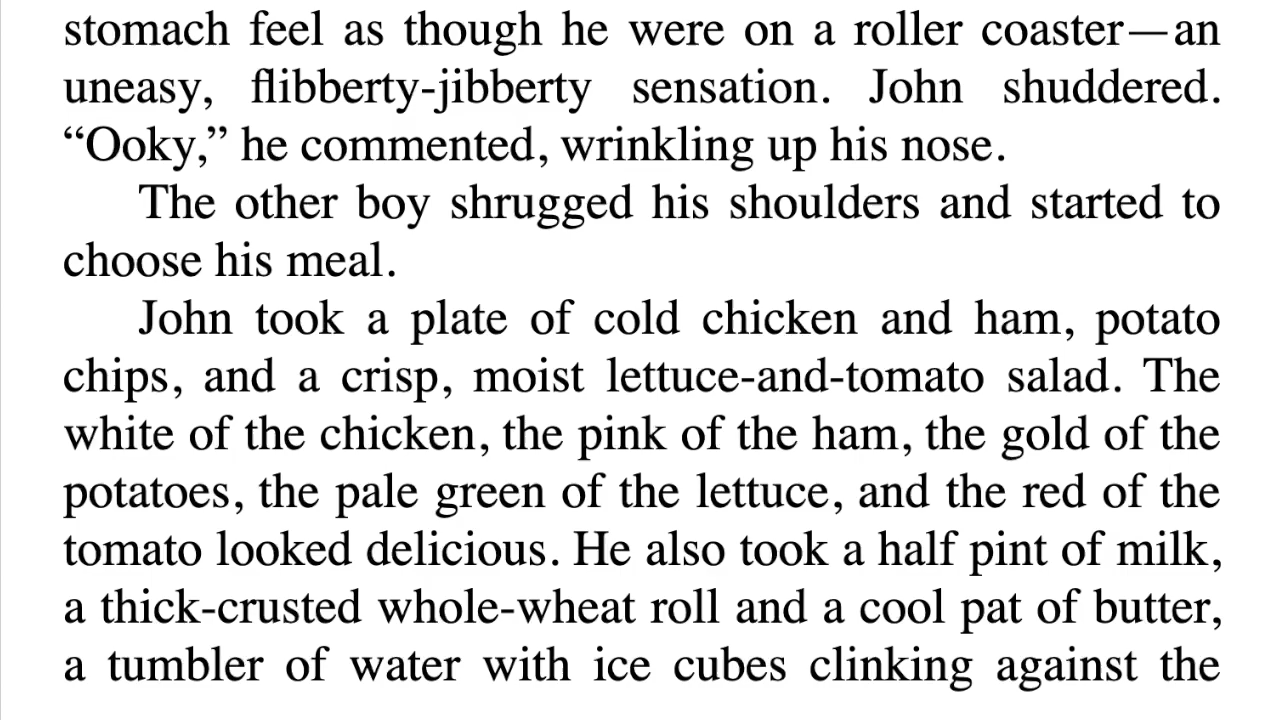 stomach feel as though he were on a roller coaster—an
uneasy, flibberty-jibberty sensation. John shuddered.
“Ooky,” he commented, wrinkling up his nose.
The other boy shrugged his shoulders and started to
choose his meal.
John took a plate of cold chicken and ham, potato
chips, and a crisp, moist lettuce-and-tomato salad. The
white of the chicken, the pink of the ham, the gold of the
potatoes, the pale green of the lettuce, and the red of the
tomato looked delicious. He also took a half pint of milk,
a thick-crusted whole-wheat roll and a cool pat of butter,
a tumbler of water with ice cubes clinking against the